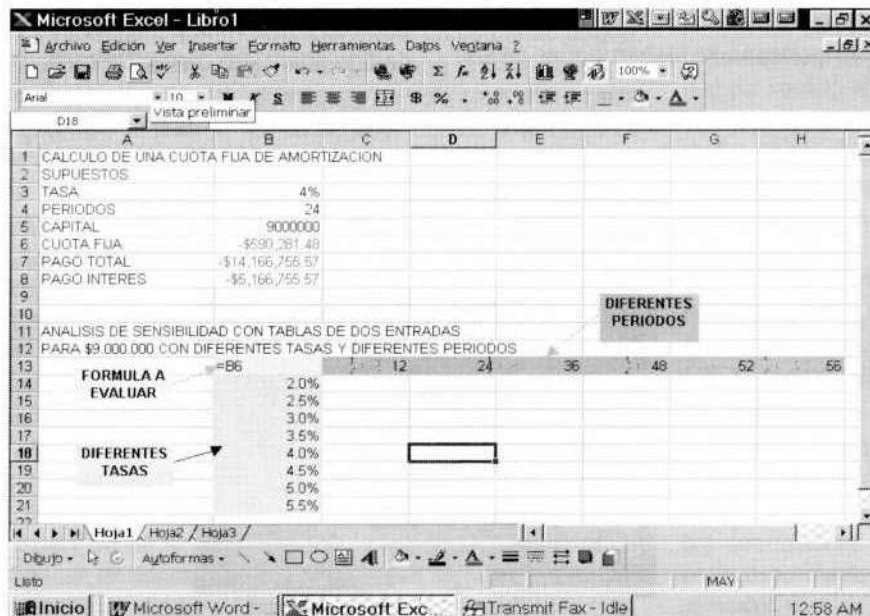 Microsoft Excel - Libro1
Archivo Edición Ver Insertar Formato Herramientas Datos Ventana ?
100%
Arial 10 N K S
D18 Vista preliminar
A B C D E F G H
1 CALCULO DE UNA CUOTA FIJA DE AMORTIZACION
2 SUPUESTOS
3 TASA 4%
4 PERIODOS 24
5 CAPITAL 9000000
6 CUOTA FIJA -$590,281.48
7 PAGO TOTAL -$14,166,755.57
8 PAGO INTERES -$5,166,755.57
9
10
DIFERENTES PERIODOS
11 ANALISIS DE SENSIBILIDAD CON TABLAS DE DOS ENTRADAS
12 PARA $9.000.000 CON DIFERENTES TASAS Y DIFERENTES PERIODOS
13 =B6 12 24 36 48 52 56
FORMULA A EVALUAR
14 2.0%
15 2.5%
16 3.0%
17 3.5%
DIFERENTES TASAS
18 4.0%
19 4.5%
20 5.0%
21 5.5%
22
Hoja1 Hoja2 Hoja3
Dibujo Autoformas
Listo MAY
Inicio Microsoft Word - Microsoft Exc Transmit Fax - Idle 12:58 AM